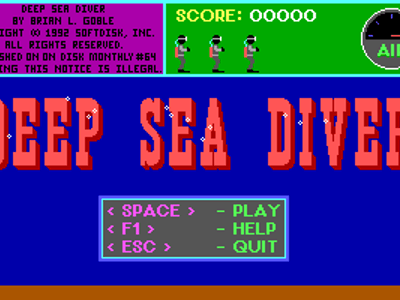 DEEP SEA DIVER
BY BRIAN L. GOBLE
IGHT © 1992 SOFTDISK, INC.
ALL RIGHTS RESERVED.
SHED ON ON DISK MONTHLY #64
ING THIS NOTICE IS ILLEGAL
SCORE: 00000
AIR
DEEP SEA DIVER
< SPACE > - PLAY
< F1 > - HELP
< ESC > - QUIT